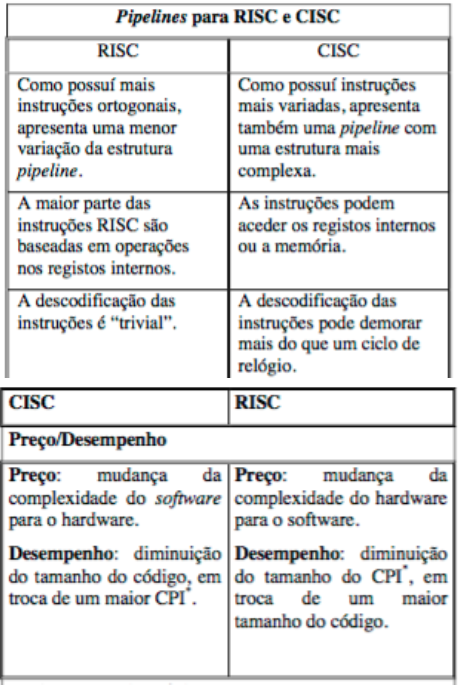 Pipelines para RISC e CISC
RISC
CISC
Como possuí mais
instruções ortogonais,
apresenta uma menor
variação da estrutura
pipeline.
Como possuí instruções
mais variadas, apresenta
também uma pipeline com
uma estrutura mais
complexa.
A maior parte das
instruções RISC são
baseadas em operações
nos registos internos.
As instruções podem
aceder os registos internos
ou a memória.
A descodificação das
instruções é “trivial”.
A descodificação das
instruções pode demorar
mais do que um ciclo de
relógio.
CISC
RISC
Preço/Desempenho
Preço: mudança da
complexidade do software
para o hardware.
Desempenho: diminuição
do tamanho do código, em
troca de um maior CPI*.
Preço: mudança da
complexidade do hardware
para o software.
Desempenho: diminuição
do tamanho do CPI*, em
troca de um maior
tamanho do código.